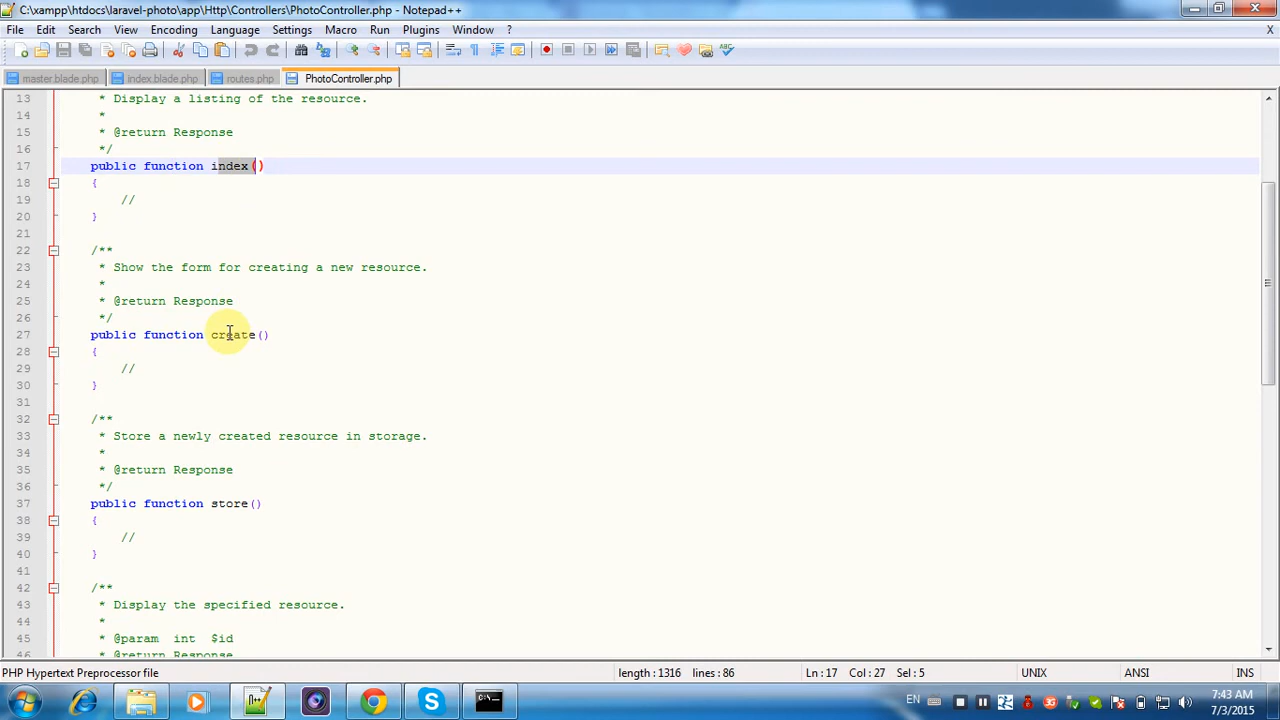 C:\xampp\htdocs\laravel-photo\app\Http\Controllers\PhotoController.php - Notepad++
File Edit Search View Encoding Language Settings Macro Run Plugins Window ? X
master.blade.php index.blade.php routes.php PhotoController.php
13 * Display a listing of the resource.
14 *
15 * @return Response
16 */
17 public function index()
18 {
19 //
20 }
21
22 /**
23 * Show the form for creating a new resource.
24 *
25 * @return Response
26 */
27 public function create()
28 {
29 //
30 }
31
32 /**
33 * Store a newly created resource in storage.
34 *
35 * @return Response
36 */
37 public function store()
38 {
39 //
40 }
41
42 /**
43 * Display the specified resource.
44 *
45 * @param int $id
46 * @return Response
PHP Hypertext Preprocessor file length : 1316 lines : 86 Ln : 17 Col : 27 Sel : 5 UNIX ANSI INS
EN 7:43 AM
7/3/2015